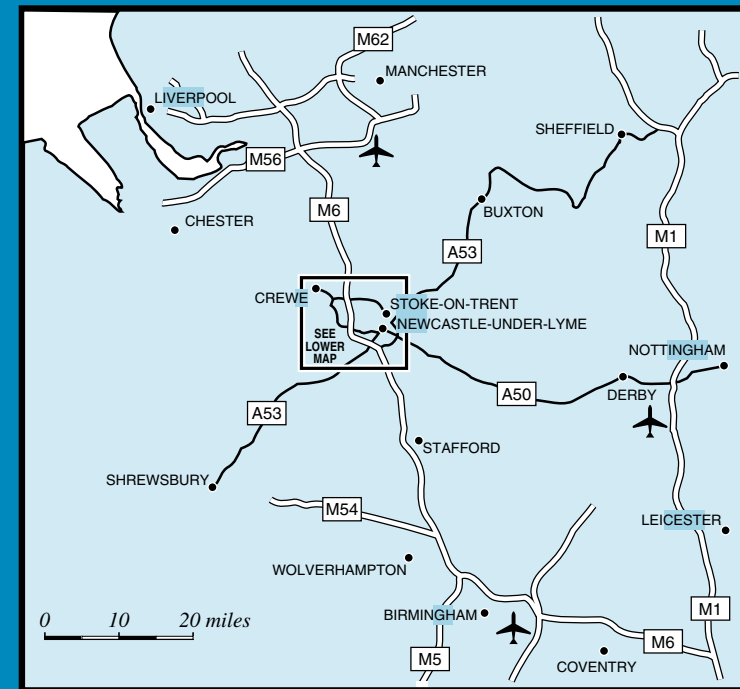 M62
MANCHESTER
LIVERPOOL
SHEFFIELD
M56
CHESTER
M6
BUXTON
M1
A53
CREWE
STOKE-ON-TRENT
NEWCASTLE-UNDER-LYME
SEE
LOWER
MAP
NOTTINGHAM
DERBY
A50
A53
STAFFORD
SHREWSBURY
M54
LEICESTER
WOLVERHAMPTON
0 10 20 miles
BIRMINGHAM
M1
M6
M5
COVENTRY